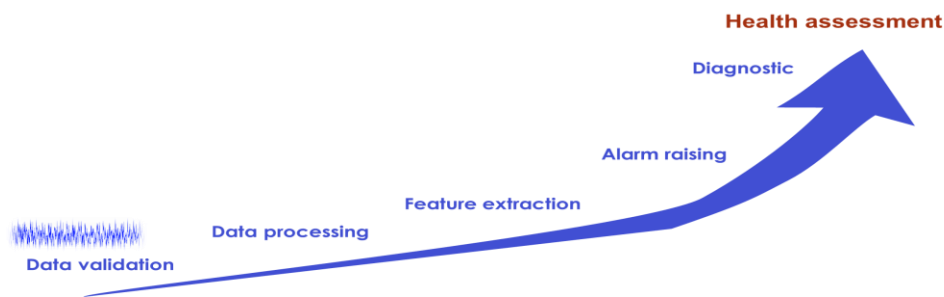 Health assessment
Diagnostic
Alarm raising
Feature extraction
Data processing
Data validation